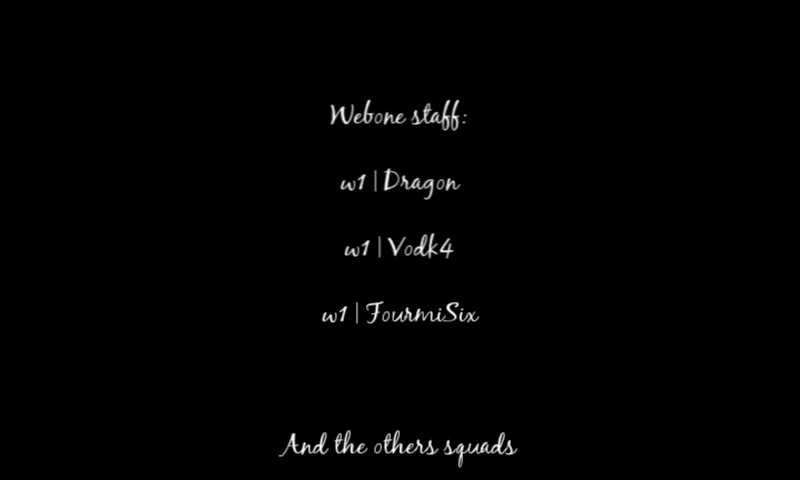 Webone staff:
w1 | Dragon
w1 | Vodk4
w1 | FourmiSix
And the others squads